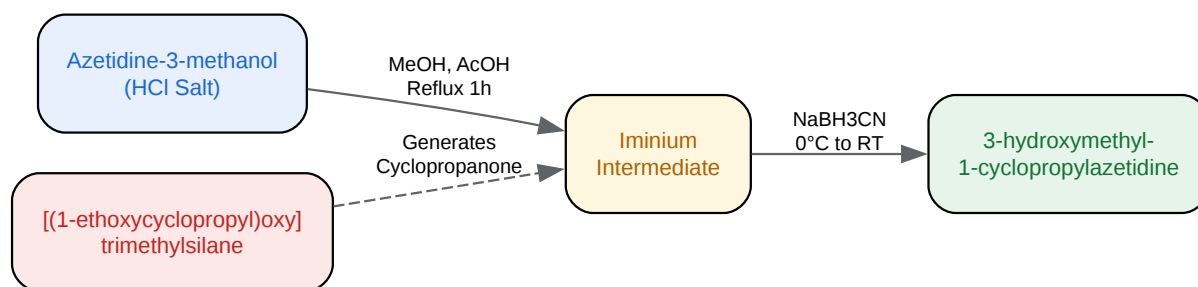 Azetidine-3-methanol
(HCl Salt)
MeOH, AcOH
Reflux 1h
Generates
Cyclopropanone
[(1-ethoxycyclopropyl)oxy]
trimethylsilane
Iminium
Intermediate
NaBH3CN
0°C to RT
3-hydroxymethyl-
1-cyclopropylazetidine